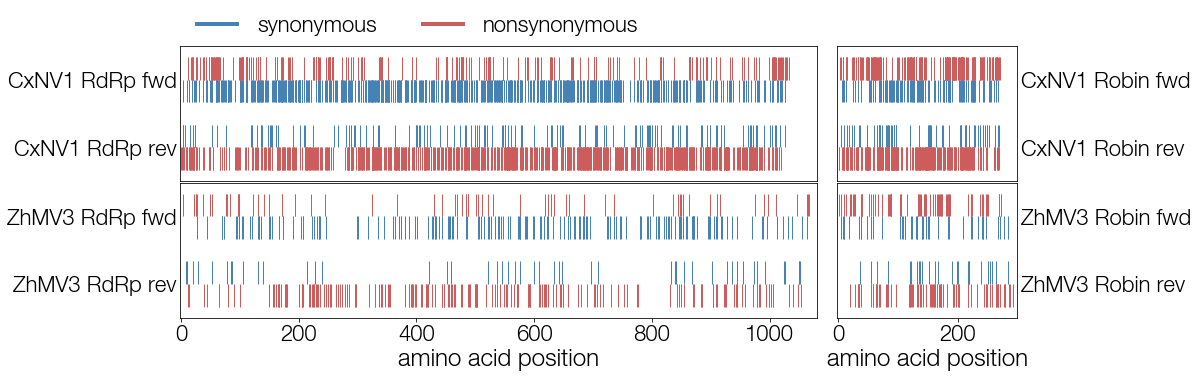 synonymous nonsynonymous
CxNV1 RdRp fwd CxNV1 Robin fwd
CxNV1 RdRp rev CxNV1 Robin rev
ZhMV3 RdRp fwd ZhMV3 Robin fwd
ZhMV3 RdRp rev ZhMV3 Robin rev
0 200 400 600 800 1000 0 200
amino acid position amino acid position